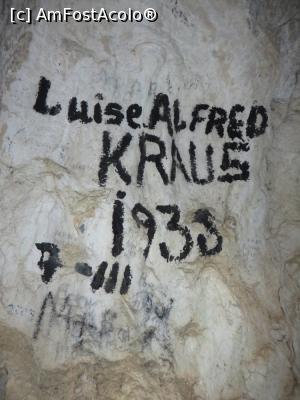 [c] AmFostAcolo®
Luise ALFRED
KRAUS
1933
7-III